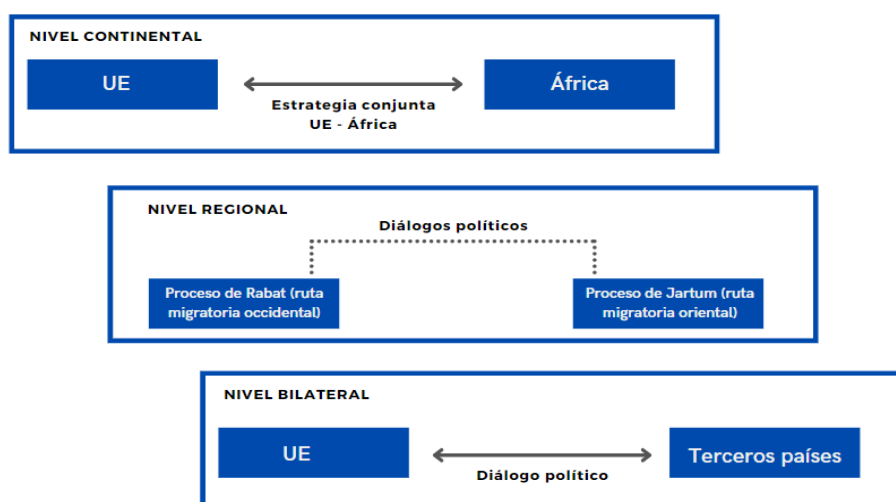 NIVEL CONTINENTAL
UE
África
Estrategia conjunta
UE - África
NIVEL REGIONAL
Diálogos políticos
Proceso de Rabat (ruta
migratoria occidental)
Proceso de Jartum (ruta
migratoria oriental)
NIVEL BILATERAL
UE
Terceros países
Diálogo político